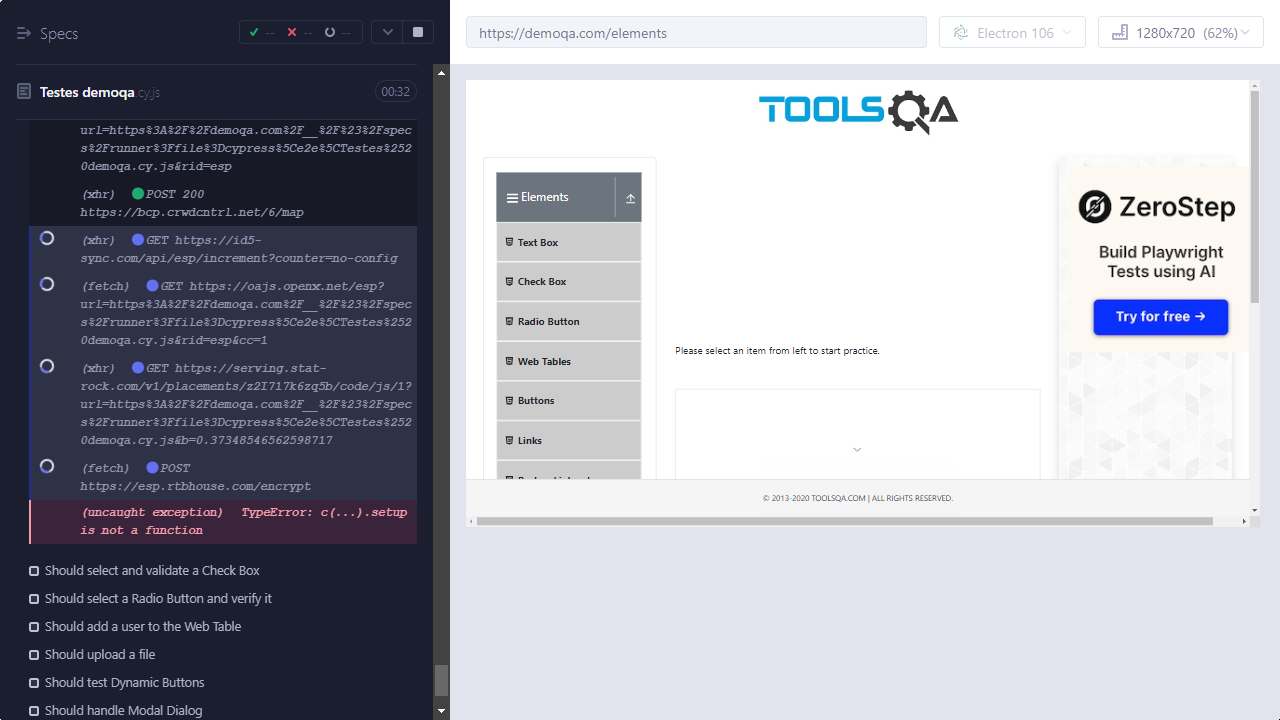 Specs
-- -- --
Testes demoqa.cy.js
00:32
url=https%3A%2F%2Fdemoqa.com%2F__%2F%23%2Fspec
s%2Frunner%3Ffile%3Dcypress%5Ce2e%5CTestes%252
0demoqa.cy.js&rid=esp
(xhr) POST 200
https://bcp.crwdcntrl.net/6/map
(xhr) GET https://id5-
sync.com/api/esp/increment?counter=no-config
(fetch) GET https://oajs.openx.net/esp?
url=https%3A%2F%2Fdemoqa.com%2F__%2F%23%2Fspec
s%2Frunner%3Ffile%3Dcypress%5Ce2e%5CTestes%252
0demoqa.cy.js&rid=esp&cc=1
(xhr) GET https://serving.stat-
rock.com/v1/placements/z2I717k6zq5b/code/js/1?
url=https%3A%2F%2Fdemoqa.com%2F__%2F%23%2Fspec
s%2Frunner%3Ffile%3Dcypress%5Ce2e%5CTestes%252
0demoqa.cy.js&b=0.37348546562598717
(fetch) POST
https://esp.rtbhouse.com/encrypt
(uncaught exception) TypeError: c(...).setup
is not a function
Should select and validate a Check Box
Should select a Radio Button and verify it
Should add a user to the Web Table
Should upload a file
Should test Dynamic Buttons
Should handle Modal Dialog
https://demoqa.com/elements
Electron 106
1280x720 (62%)
TOOLSQA
Elements
Text Box
Check Box
Radio Button
Web Tables
Buttons
Links
Please select an item from left to start practice.
ZeroStep
Build Playwright
Tests using AI
Try for free →
© 2013-2020 TOOLSQA.COM | ALL RIGHTS RESERVED.